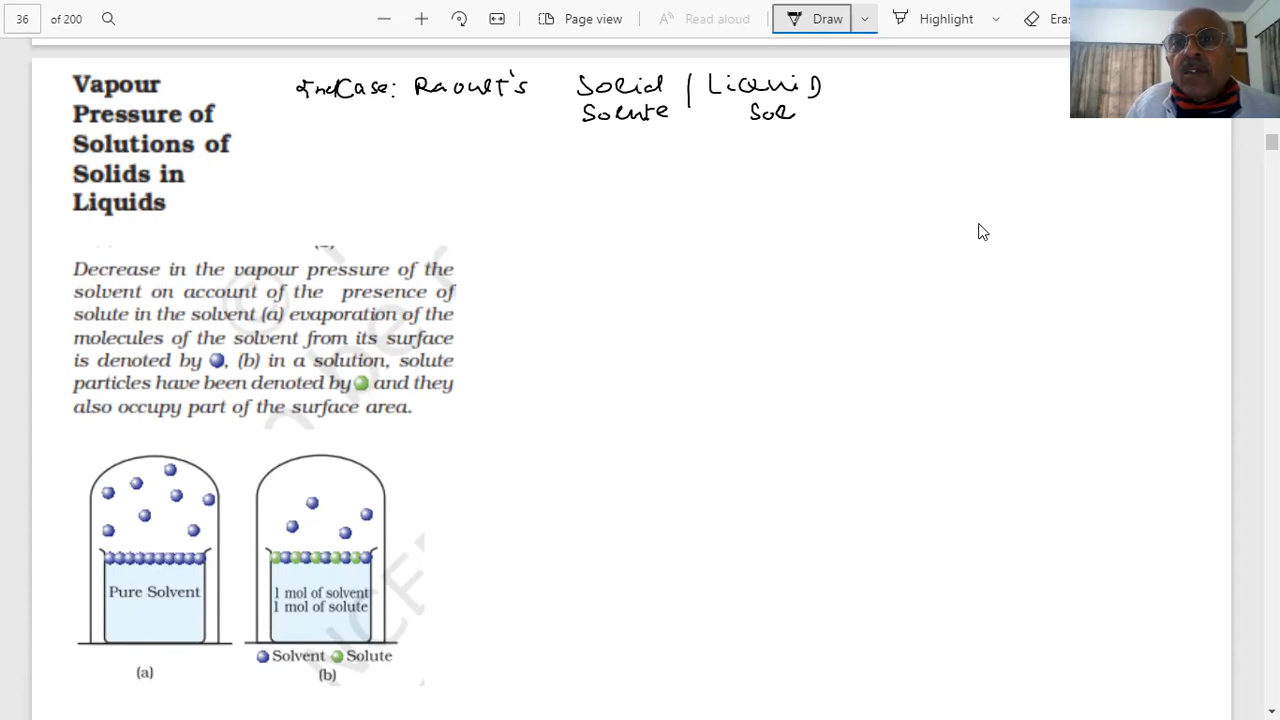 36 of 200 Page view Read aloud Draw Highlight
Vapour
Pressure of
Solutions of
Solids in
Liquids
Case: Raoult's Solid | LiquiD
Solute Sol
Decrease in the vapour pressure of the
solvent on account of the presence of
solute in the solvent (a) evaporation of the
molecules of the solvent from its surface
is denoted by , (b) in a solution, solute
particles have been denoted by and they
also occupy part of the surface area.
Pure Solvent
1 mol of solvent
1 mol of solute
Solvent Solute
(a)
(b)